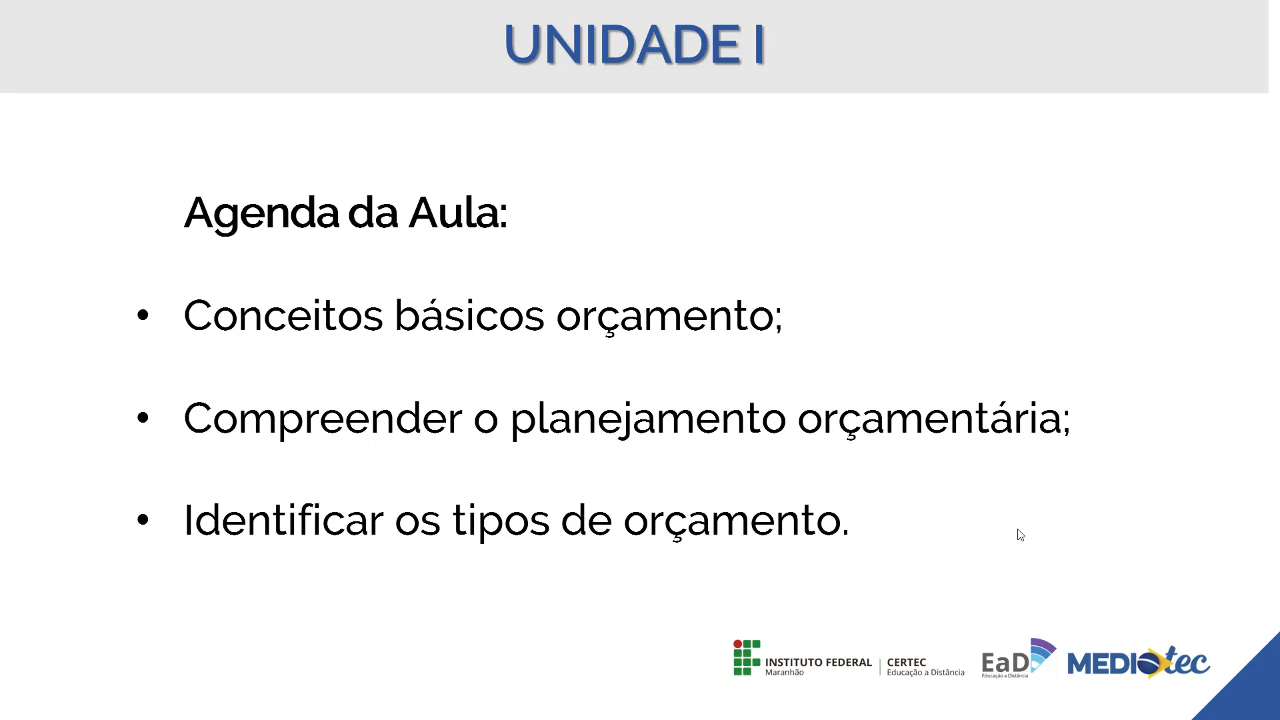 UNIDADE I
Agenda da Aula:
• Conceitos básicos orçamento;
• Compreender o planejamento orçamentária;
• Identificar os tipos de orçamento.
INSTITUTO FEDERAL
Maranhão
CERTEC
Educação a Distância
EaD
Educação a Distância
MEDIOtec